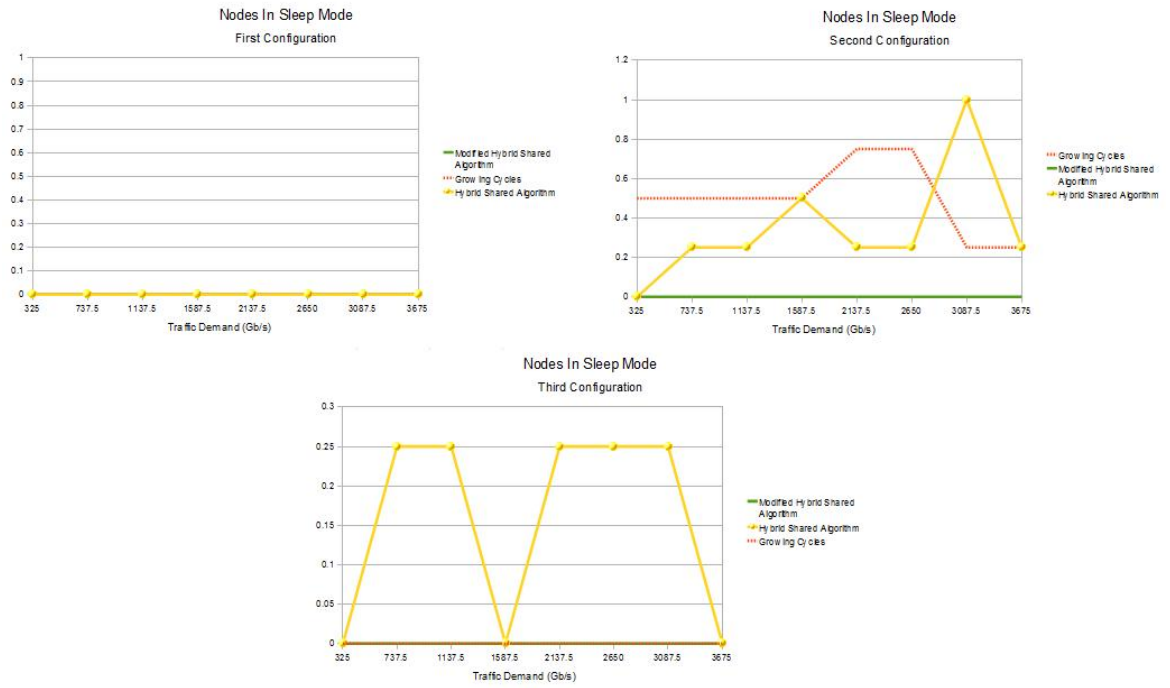 Nodes In Sleep Mode
First Configuration
1
0.9
0.8
0.7
0.6
0.5
0.4
0.3
0.2
0.1
0
325 737.5 1137.5 1587.5 2137.5 2650 3087.5 3675
Traffic Demand (Gb/s)
Modified Hybrid Shared
Algorithm
Growing Cycles
Hybrid Shared Algorithm
Nodes In Sleep Mode
Second Configuration
1.2
1
0.8
0.6
0.4
0.2
0
325 737.5 1137.5 1587.5 2137.5 2650 3087.5 3675
Traffic Demand (Gb/s)
Growing Cycles
Modified Hybrid Shared
Algorithm
Hybrid Shared Algorithm
Nodes In Sleep Mode
Third Configuration
0.3
0.25
0.2
0.15
0.1
0.05
0
325 737.5 1137.5 1587.5 2137.5 2650 3087.5 3675
Traffic Demand (Gb/s)
Modified Hybrid Shared
Algorithm
Hybrid Shared Algorithm
Growing Cycles